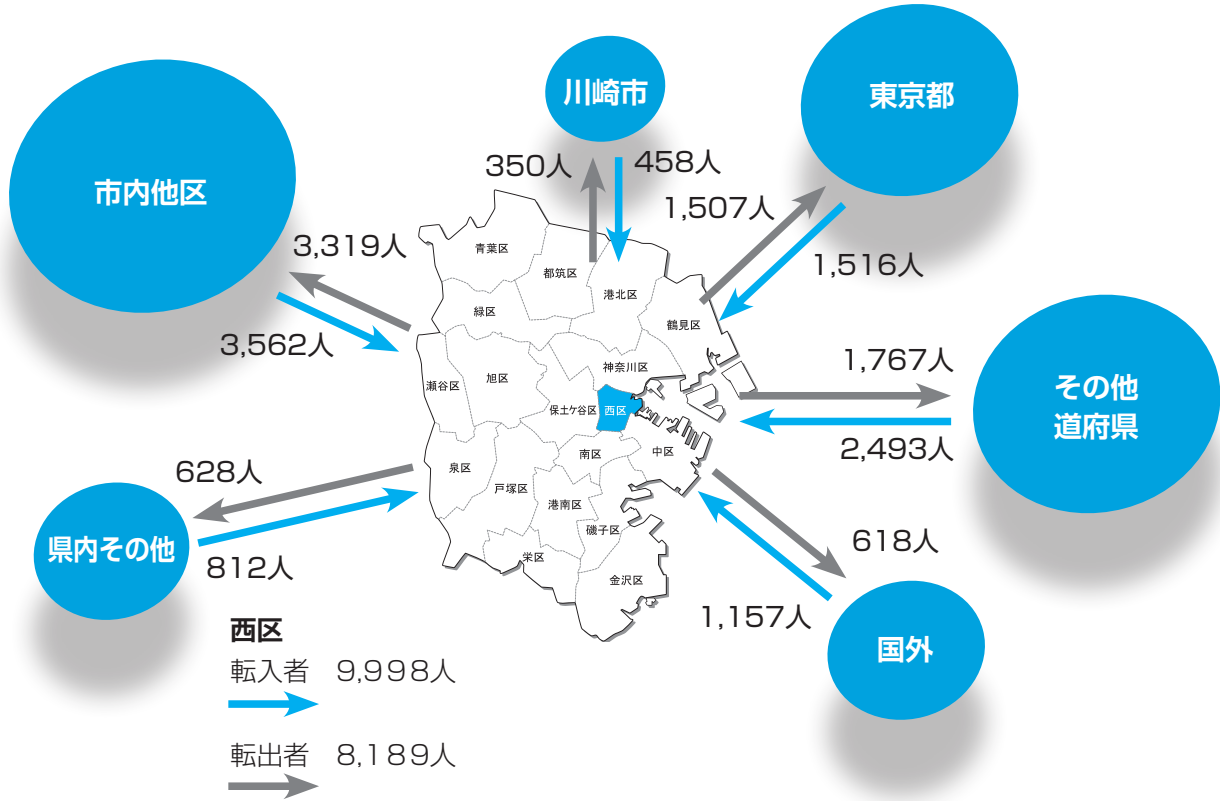 川崎市
東京都
市内他区
350人
458人
1,507人
3,319人
1,516人
3,562人
青葉区
都筑区
港北区
緑区
鶴見区
神奈川区
瀬谷区
旭区
保土ケ谷区
西区
1,767人
その他
道府県
2,493人
南区
中区
泉区
戸塚区
港南区
磯子区
栄区
金沢区
628人
県内その他
812人
618人
1,157人
国外
西区
転入者 9,998人
転出者 8,189人